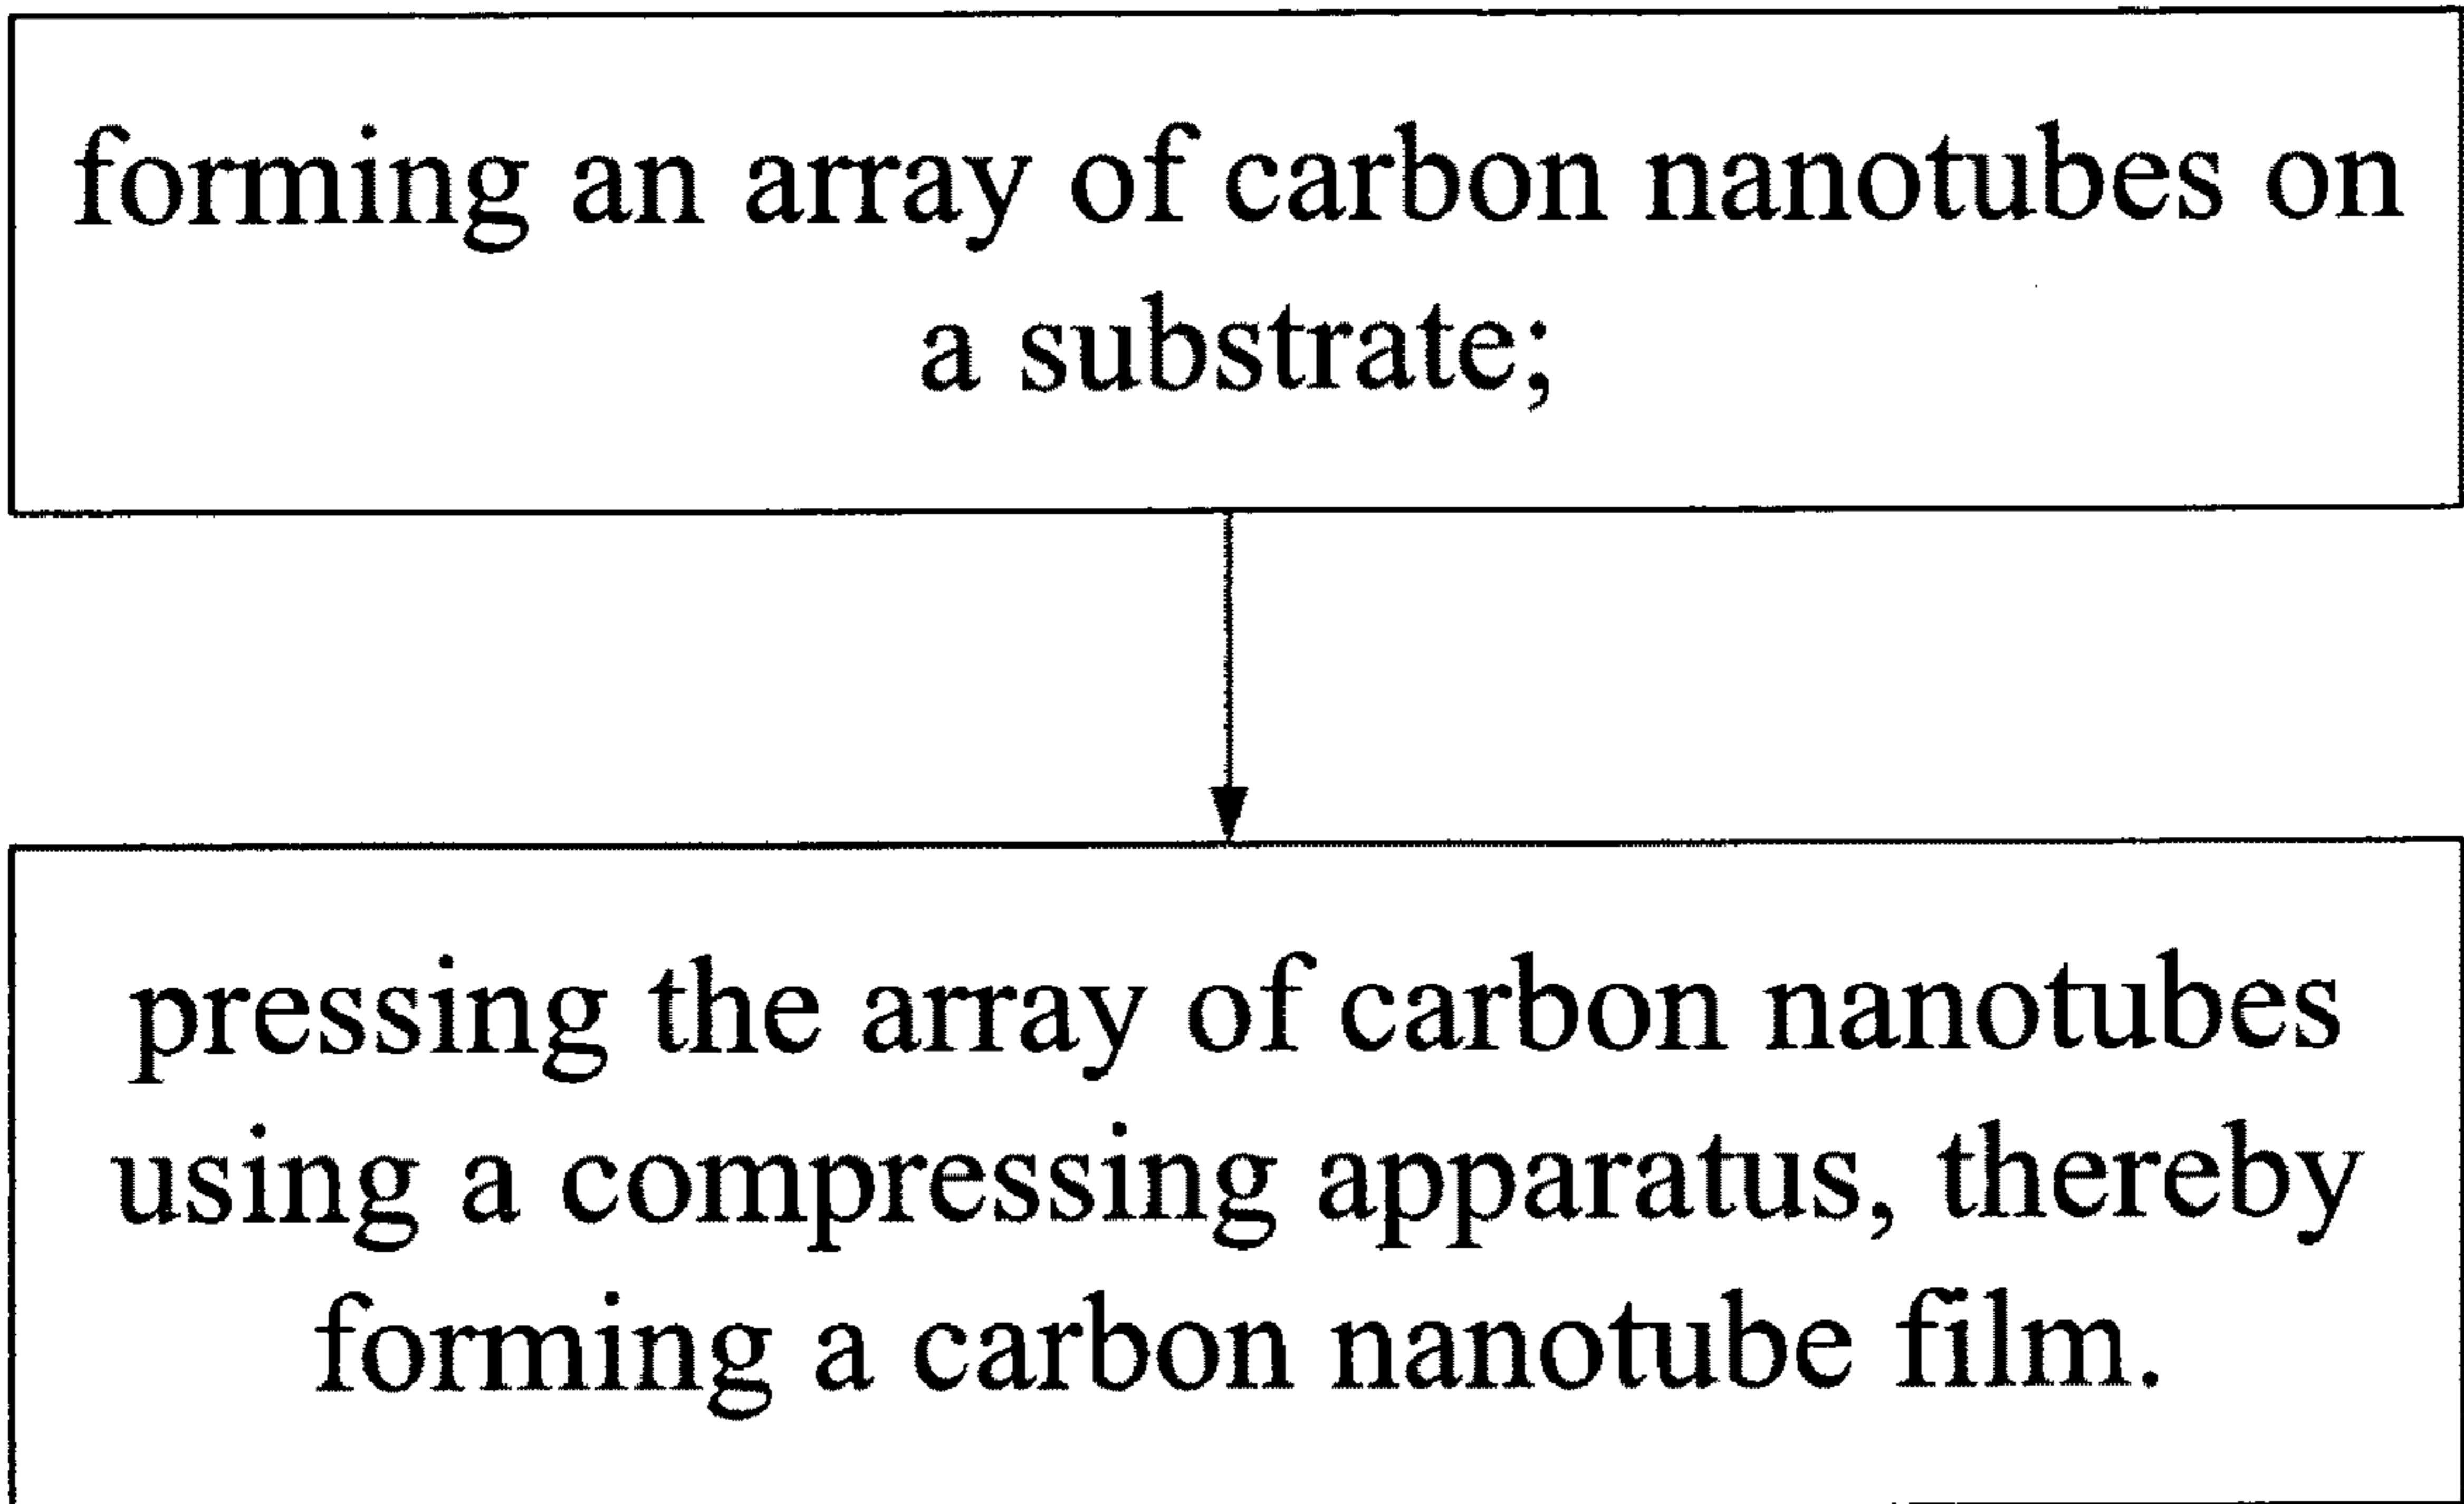 forming an array of carbon nanotubes on
a substrate;
pressing the array of carbon nanotubes
using a compressing apparatus, thereby
forming a carbon nanotube film.